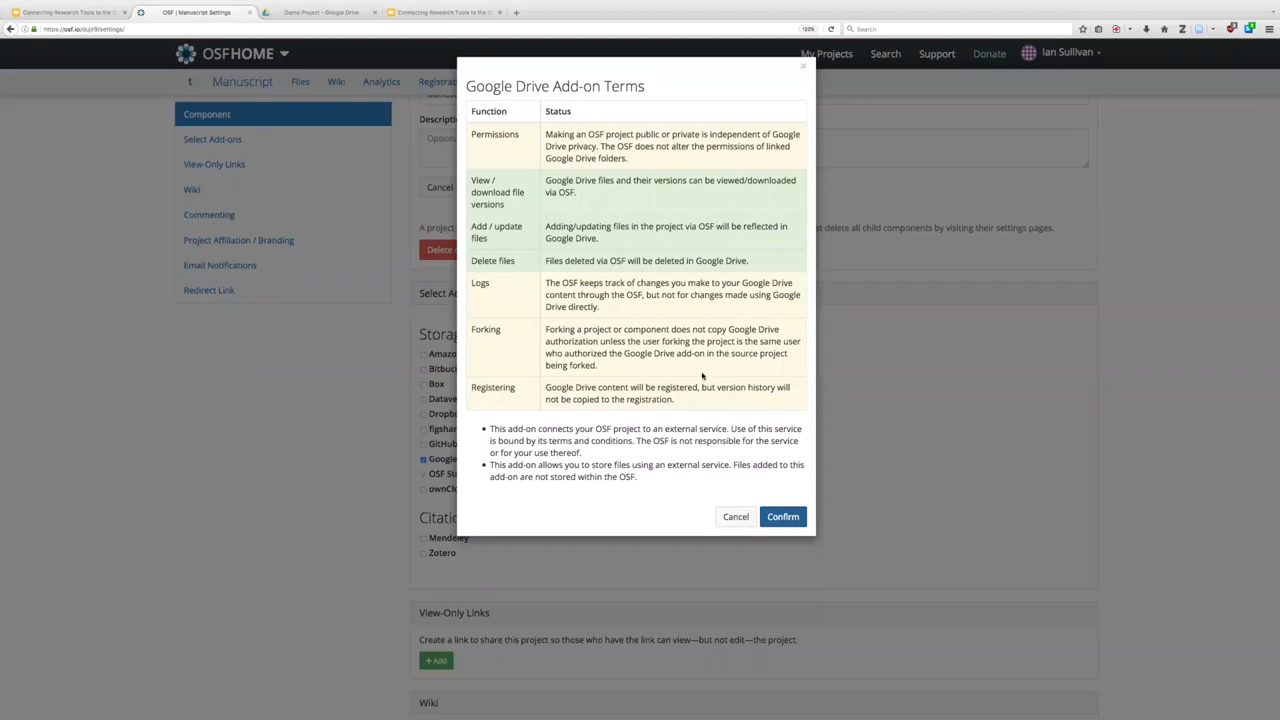 Connecting Research Tools to the O
OSF | Manuscript Settings
Demo Project - Google Drive
Connecting Research Tools to the O
https://osf.io/dujz9/settings/
120%
Search
OSFHOME
My Projects
Search
Support
Donate
Ian Sullivan
Manuscript
Files
Wiki
Analytics
Registra
Component
Select Add-ons
View-Only Links
Wiki
Commenting
Project Affiliation / Branding
Email Notifications
Redirect Link
Descripti
Optional
Cancel
A project
st delete all child components by visiting their settings pages.
Delete c
Select Ad
Storag
Amazo
Bitbuc
Box
Datave
Dropbo
figsha
GitHub
Google
OSF Sto
ownClo
Citatio
Mendeley
Zotero
View-Only Links
Create a link to share this project so those who have the link can view—but not edit—the project.
+ Add
Wiki
Google Drive Add-on Terms
Function Status
Permissions
Making an OSF project public or private is independent of Google
Drive privacy. The OSF does not alter the permissions of linked
Google Drive folders.
View /
download file
versions
Google Drive files and their versions can be viewed/downloaded
via OSF.
Add / update
files
Adding/updating files in the project via OSF will be reflected in
Google Drive.
Delete files
Files deleted via OSF will be deleted in Google Drive.
Logs
The OSF keeps track of changes you make to your Google Drive
content through the OSF, but not for changes made using Google
Drive directly.
Forking
Forking a project or component does not copy Google Drive
authorization unless the user forking the project is the same user
who authorized the Google Drive add-on in the source project
being forked.
Registering
Google Drive content will be registered, but version history will
not be copied to the registration.
• This add-on connects your OSF project to an external service. Use of this service
is bound by its terms and conditions. The OSF is not responsible for the service
or for your use thereof.
• This add-on allows you to store files using an external service. Files added to this
add-on are not stored within the OSF.
Cancel
Confirm